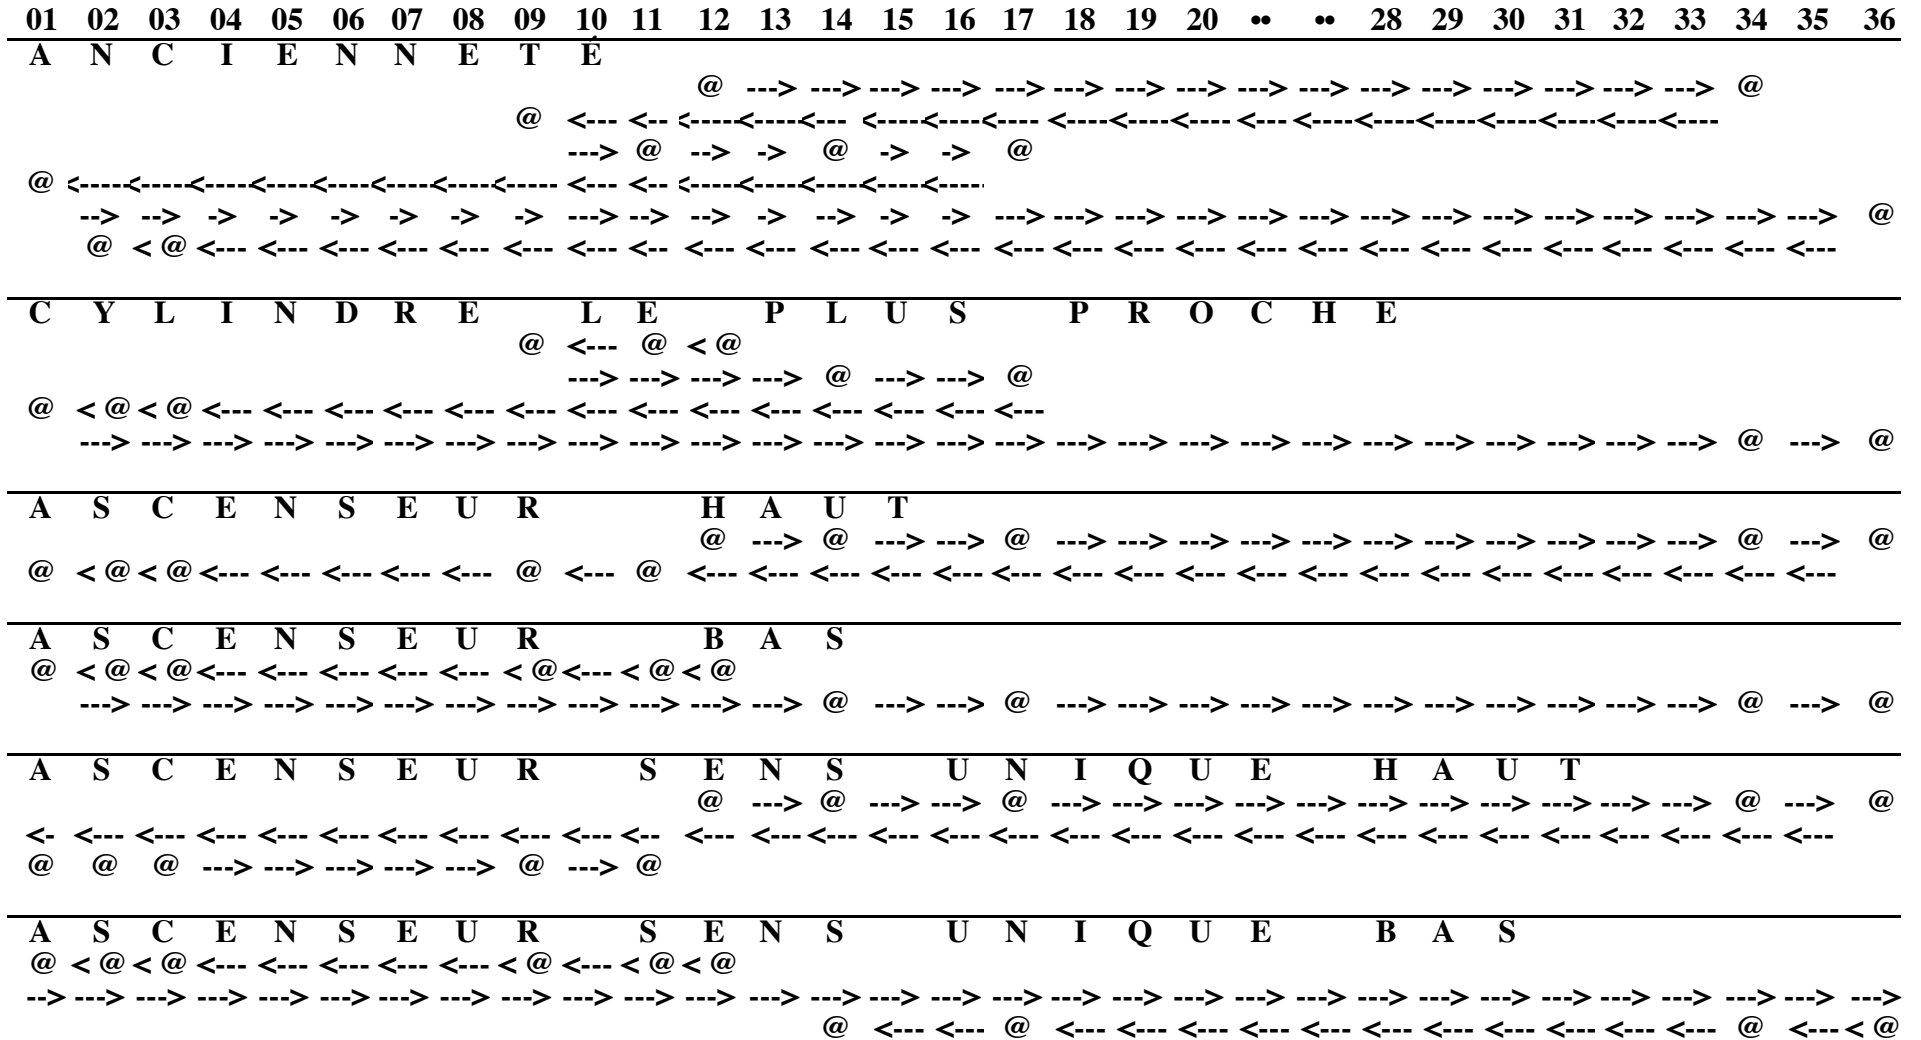 01 02 03 04 05 06 07 08 09 10 11 12 13 14 15 16 17 18 19 20 •• •• 28 29 30 31 32 33 34 35 36
A N C I E N N E T É
@ ---> ---> ---> ---> ---> ---> ---> ---> ---> ---> ---> ---> ---> ---> ---> ---> @
@ <--- <-- <-----<-----<--- <-----<-----<---- <-----<-----<---- <--- <-----<-----<-----<-----<-----<-----<-----
---> @ --> -> @ -> -> @
@ <-----<-----<-----<-----<-----<-----<-----<----- <--- <-- <-----<-----<-----<-----<-----
--> --> -> -> -> -> -> -> ---> --> --> -> --> -> -> ---> ---> ---> ---> ---> ---> ---> ---> ---> ---> ---> ---> ---> ---> @
@ < @ <--- <--- <--- <--- <--- <--- <--- <-- <--- <--- <--- <--- <--- <--- <--- <--- <--- <--- <--- <--- <--- <--- <--- <--- <--- <--- <---
C Y L I N D R E L E P L U S P R O C H E
@ <--- @ < @
---> ---> ---> ---> @ ---> ---> @
@ < @ < @ <--- <--- <--- <--- <--- <--- <--- <--- <--- <--- <--- <--- <--- <---
---> ---> ---> ---> ---> ---> ---> ---> ---> ---> ---> ---> ---> ---> ---> ---> ---> ---> ---> ---> ---> ---> ---> ---> ---> ---> ---> @ ---> @
A S C E N S E U R H A U T
@ ---> @ ---> ---> @ ---> ---> ---> ---> ---> ---> ---> ---> ---> ---> ---> @ ---> @
@ < @ < @ <--- <--- <--- <--- <--- @ <--- @ <--- <--- <--- <--- <--- <--- <--- <--- <--- <--- <--- <--- <--- <--- <--- <--- <--- <--- <---
A S C E N S E U R B A S
@ < @ < @ <--- <--- <--- <--- <--- < @ <--- < @ < @
---> ---> ---> ---> ---> ---> ---> ---> ---> ---> ---> ---> @ ---> ---> @ ---> ---> ---> ---> ---> ---> ---> ---> ---> ---> ---> @ ---> @
A S C E N S E U R S E N S U N I Q U E H A U T
@ ---> @ ---> ---> @ ---> ---> ---> ---> ---> ---> ---> ---> ---> ---> ---> @ ---> @
<- <--- <--- <--- <--- <--- <--- <--- <--- <--- <-- <--- <--- <--- <--- <--- <--- <--- <--- <--- <--- <--- <--- <--- <--- <--- <--- <--- <--- <---
@ @ @ ---> ---> ---> ---> ---> @ ---> @
A S C E N S E U R S E N S U N I Q U E B A S
@ < @ < @ <--- <--- <--- <--- <--- < @ <--- < @ < @
--> ---> ---> ---> ---> ---> ---> ---> ---> ---> ---> ---> ---> ---> ---> ---> ---> ---> ---> ---> ---> ---> ---> ---> ---> ---> ---> ---> ---> ---> --->
@ <--- <--- @ <--- <--- <--- <--- <--- <--- <--- <--- <--- <--- <--- @ <--- < @